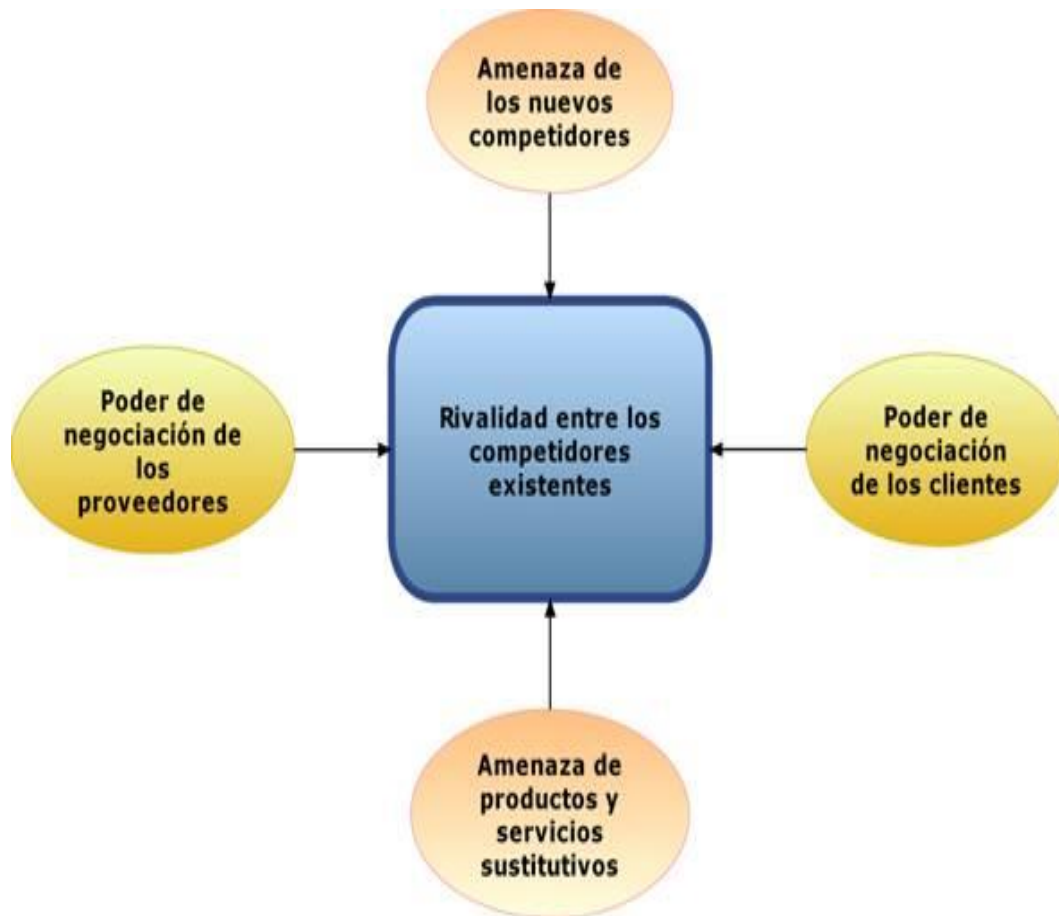 Amenaza de
los nuevos
competidores
Poder de
negociación de
los
proveedores
Rivalidad entre los
competidores
existentes
Poder de
negociación
de los clientes
Amenaza de
productos y
servicios
sustitutivos